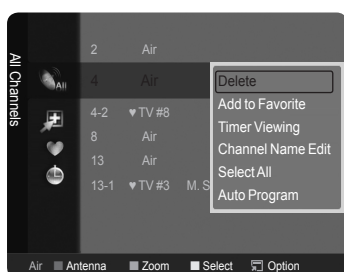 All Channels
All
2 Air
4 Air
4-2 ♥ TV #8
8 Air
13 Air
13-1 ♥ TV #3 M. S
Delete
Add to Favorite
Timer Viewing
Channel Name Edit
Select All
Auto Program
Air Antenna Zoom Select Option